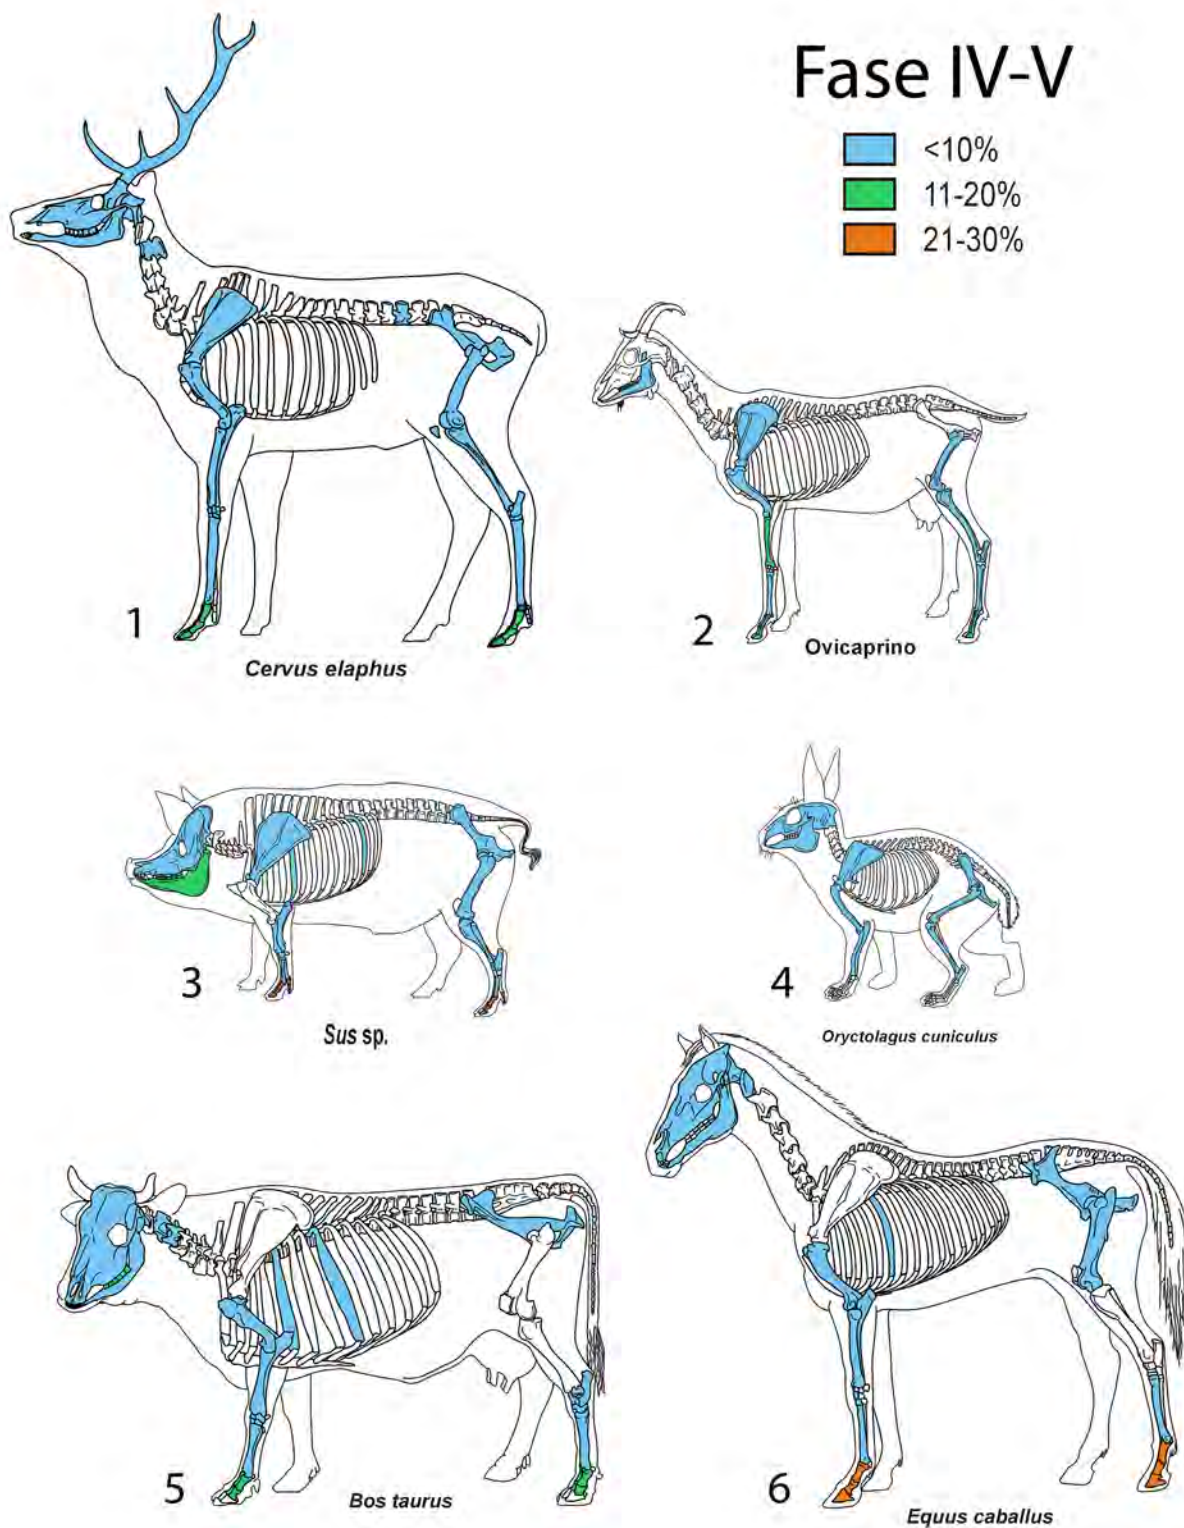 Fase IV-V
<10%
11-20%
21-30%
1
Cervus elaphus
2
Ovicaprino
3
Sus sp.
4
Oryctolagus cuniculus
5
Bos taurus
6
Equus caballus